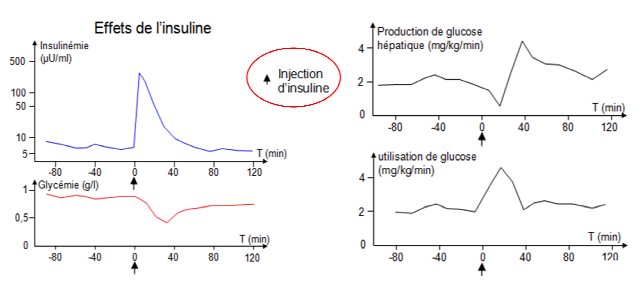 Effets de l'insuline
Insulinémie
(µU/ml)
500
100
50
10
5
T (min)
-80 -40 0 40 80 120
Injection
d'insuline
Glycémie (g/l)
1
0,5
0
T (min)
-80 -40 0 40 80 120
Production de glucose
hépatique (mg/kg/min)
4
2
0
T (min)
-80 -40 0 40 80 116
utilisation de glucose
(mg/kg/min)
4
2
0
T (min)
-80 -40 0 40 80 120